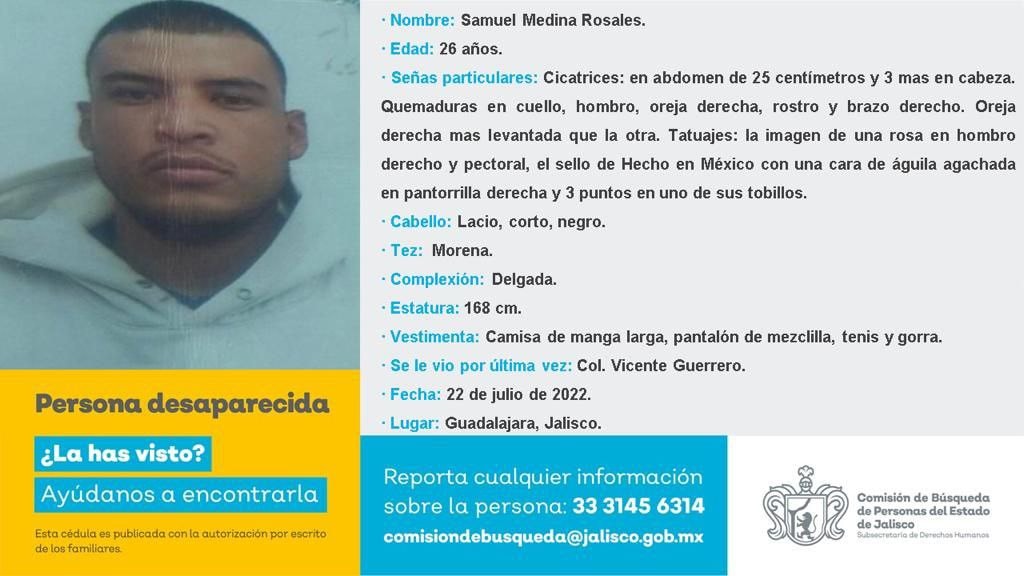 · Nombre: Samuel Medina Rosales.
· Edad: 26 años.
· Señas particulares: Cicatrices: en abdomen de 25 centímetros y 3 mas en cabeza.
Quemaduras en cuello, hombro, oreja derecha, rostro y brazo derecho. Oreja
derecha mas levantada que la otra. Tatuajes: la imagen de una rosa en hombro
derecho y pectoral, el sello de Hecho en México con una cara de águila agachada
en pantorrilla derecha y 3 puntos en uno de sus tobillos.
· Cabello: Lacio, corto, negro.
· Tez: Morena.
· Complexión: Delgada.
· Estatura: 168 cm.
· Vestimenta: Camisa de manga larga, pantalón de mezclilla, tenis y gorra.
· Se le vio por última vez: Col. Vicente Guerrero.
· Fecha: 22 de julio de 2022.
· Lugar: Guadalajara, Jalisco.
Persona desaparecida
¿La has visto?
Ayúdanos a encontrarla
Esta cédula es publicada con la autorización por escrito
de los familiares.
Reporta cualquier información
sobre la persona: 33 3145 6314
comisiondebusqueda@jalisco.gob.mx
Comisión de Búsqueda
de Personas del Estado
de Jalisco
Subsecretaría de Derechos Humanos